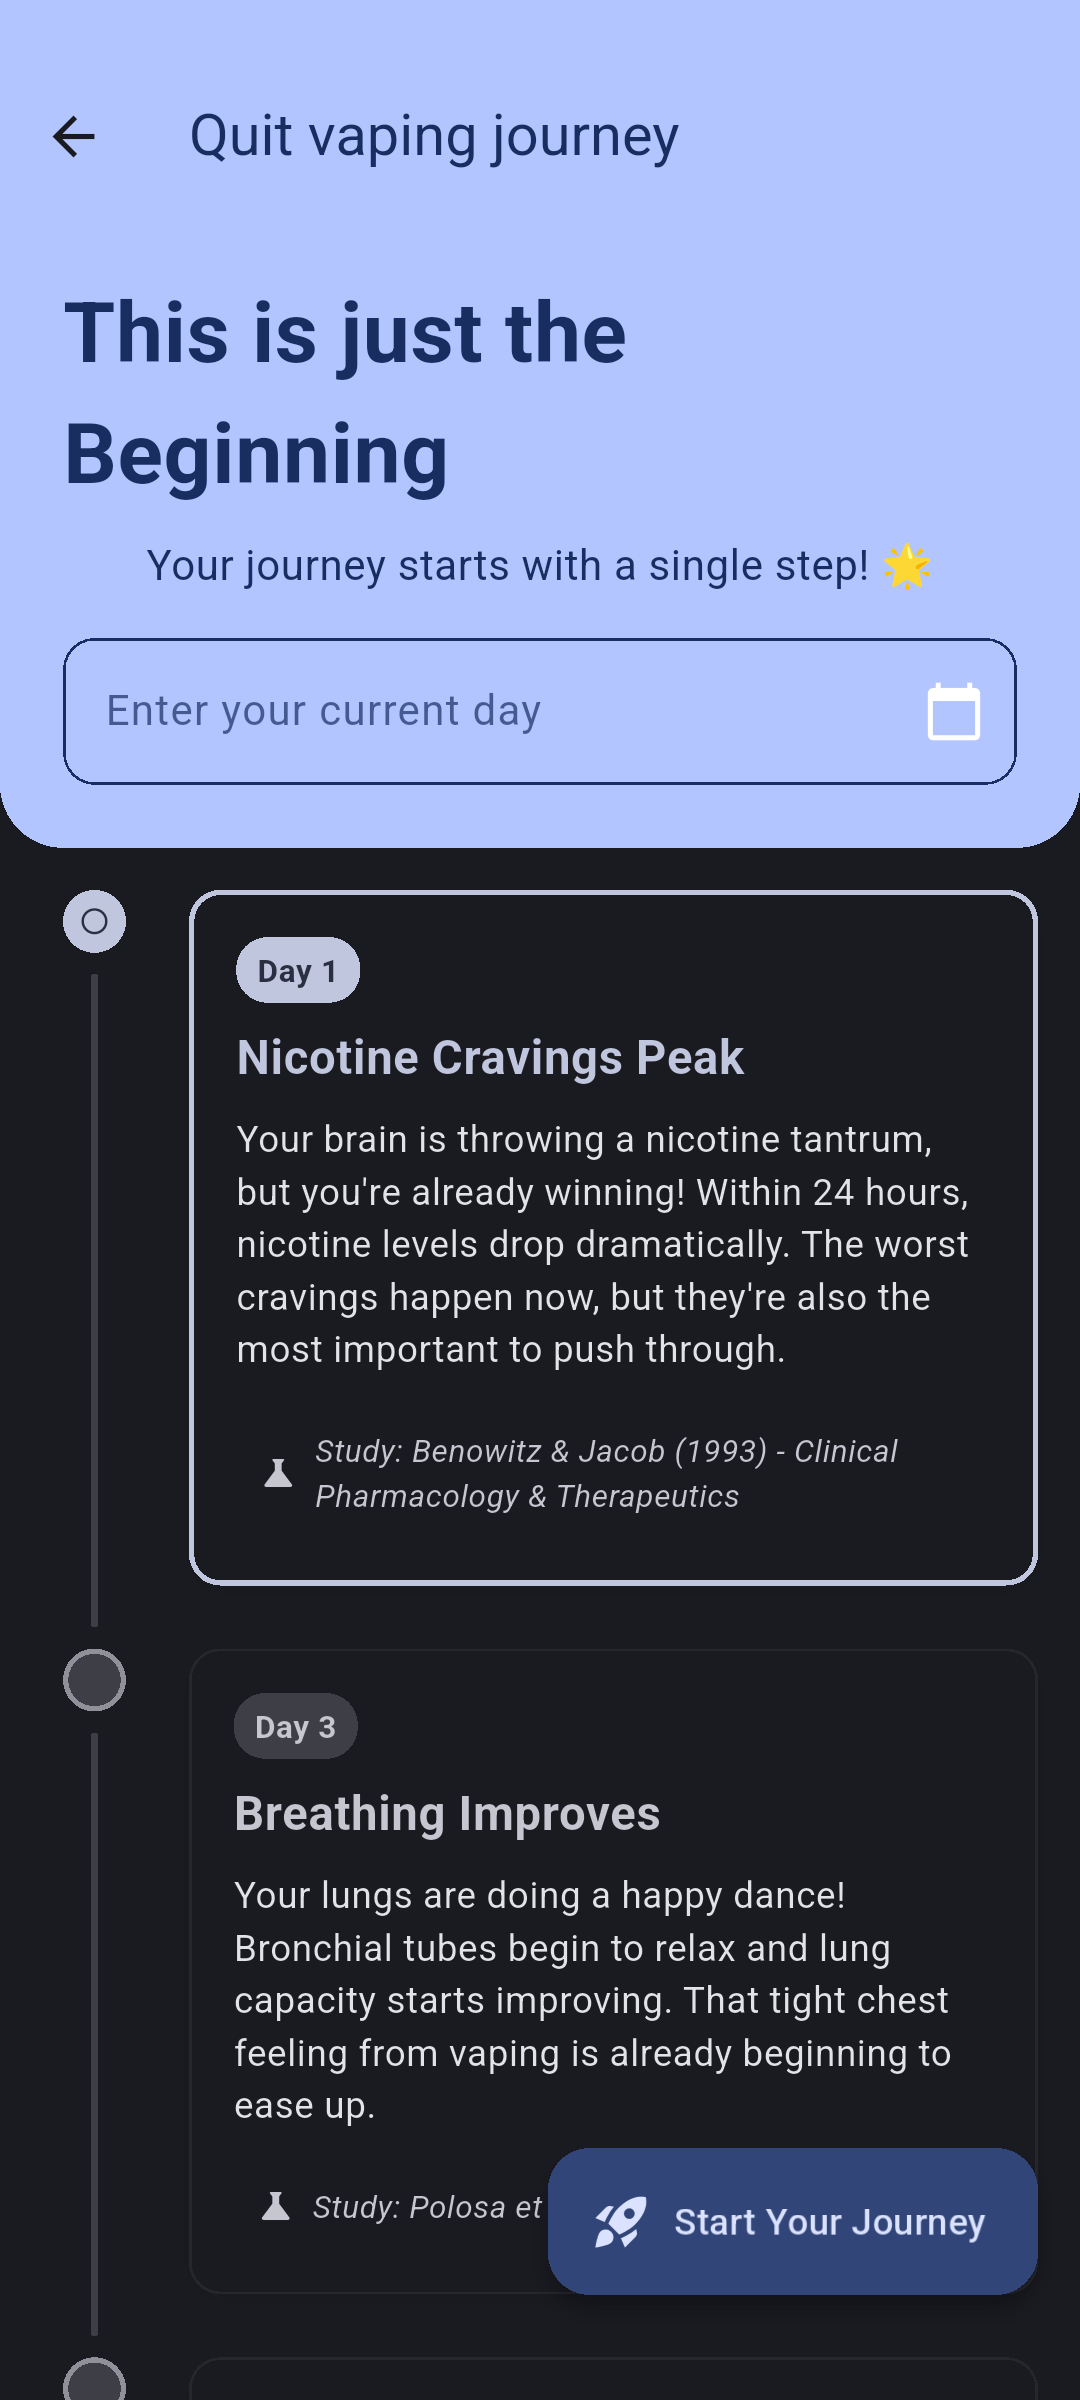 Quit vaping journey
This is just the
Beginning
Your journey starts with a single step! 🌟
Enter your current day
Day 1
Nicotine Cravings Peak
Your brain is throwing a nicotine tantrum,
but you're already winning! Within 24 hours,
nicotine levels drop dramatically. The worst
cravings happen now, but they're also the
most important to push through.
Study: Benowitz & Jacob (1993) - Clinical
Pharmacology & Therapeutics
Day 3
Breathing Improves
Your lungs are doing a happy dance!
Bronchial tubes begin to relax and lung
capacity starts improving. That tight chest
feeling from vaping is already beginning to
ease up.
Study: Polosa et
Start Your Journey